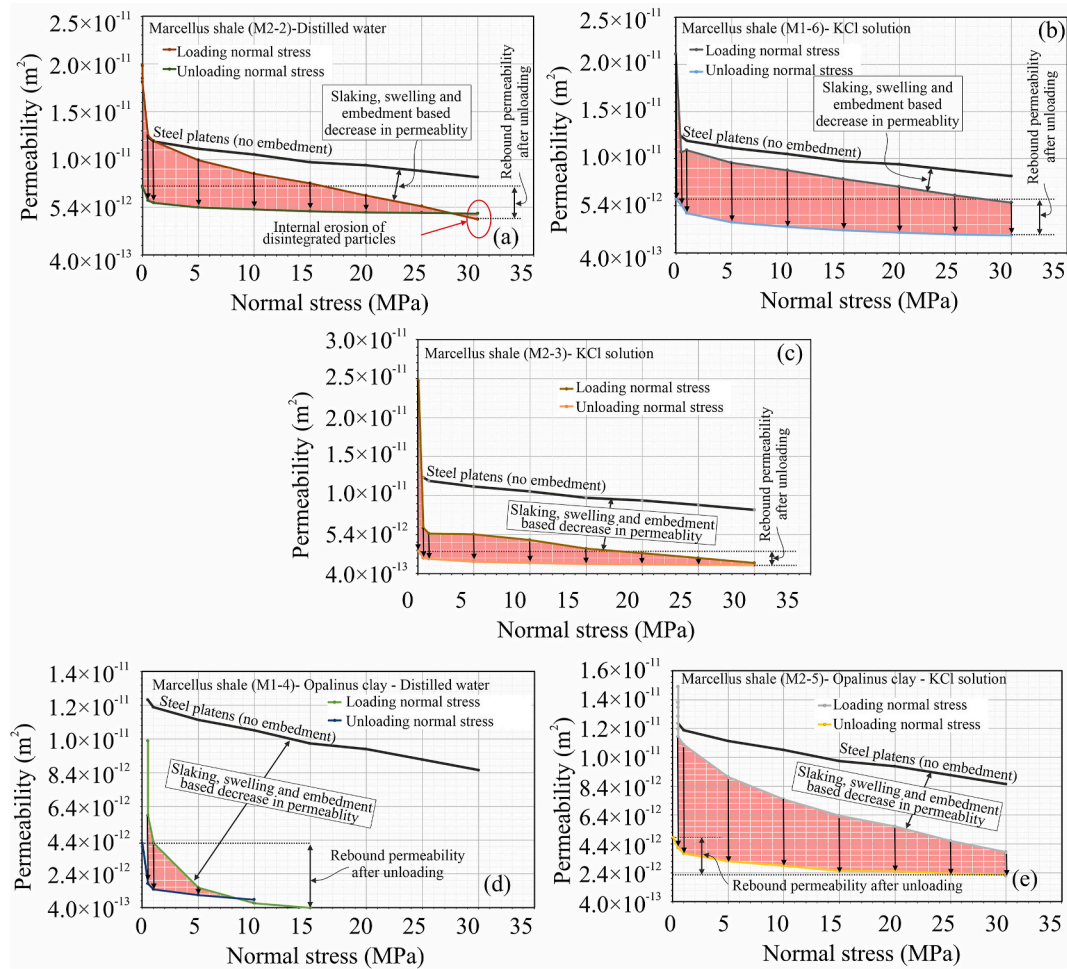 Marcellus shale (M2-2)-Distilled water
Loading normal stress
Unloading normal stress
Slaking, swelling and
embedment based
decrease in permeablity
Steel platens (no embedment)
Rebound permeability
after unloading
Internal erosion of
disintegrated particles
(a)
Permeability (m²)
2.5×10⁻¹¹
2.0×10⁻¹¹
1.5×10⁻¹¹
1.0×10⁻¹¹
5.4×10⁻¹²
4.0×10⁻¹³
0 5 10 15 20 25 30 35
Normal stress (MPa)
Marcellus shale (M1-6)- KCl solution
(b)
Loading normal stress
Unloading normal stress
Slaking, swelling and
embedment based
decrease in permeablity
Steel platens (no embedment)
Rebound permeability
after unloading
Permeability (m²)
2.5×10⁻¹¹
2.0×10⁻¹¹
1.5×10⁻¹¹
1.0×10⁻¹¹
5.4×10⁻¹²
4.0×10⁻¹³
0 5 10 15 20 25 30 35
Normal stress (MPa)
Marcellus shale (M2-3)- KCl solution
(c)
Loading normal stress
Unloading normal stress
Steel platens (no embedment)
Slaking, swelling and embedment
based decrease in permeability
Rebound permeability
after unloading
Permeability (m²)
3.0×10⁻¹¹
2.5×10⁻¹¹
2.0×10⁻¹¹
1.5×10⁻¹¹
1.0×10⁻¹¹
5.4×10⁻¹²
4.0×10⁻¹³
0 5 10 15 20 25 30 35
Normal stress (MPa)
Marcellus shale (M1-4)- Opalinus clay - Distilled water
Loading normal stress
Unloading normal stress
Steel platens (no embedment)
Slaking, swelling and embedment
based decrease in permeablity
Rebound permeability
after unloading
(d)
Permeability (m²)
1.4×10⁻¹¹
1.2×10⁻¹¹
1.0×10⁻¹¹
8.4×10⁻¹²
6.4×10⁻¹²
4.4×10⁻¹²
2.4×10⁻¹²
4.0×10⁻¹³
0 5 10 15 20 25 30 35
Normal stress (MPa)
Marcellus shale (M2-5)- Opalinus clay - KCl solution
Loading normal stress
Unloading normal stress
Steel platens (no embedment)
Slaking, swelling and embedment
based decrease in permeablity
Rebound permeability after unloading
(e)
Permeability (m²)
1.6×10⁻¹¹
1.4×10⁻¹¹
1.2×10⁻¹¹
1.0×10⁻¹¹
8.4×10⁻¹²
6.4×10⁻¹²
4.4×10⁻¹²
2.4×10⁻¹²
4.0×10⁻¹³
0 5 10 15 20 25 30 35
Normal stress (MPa)